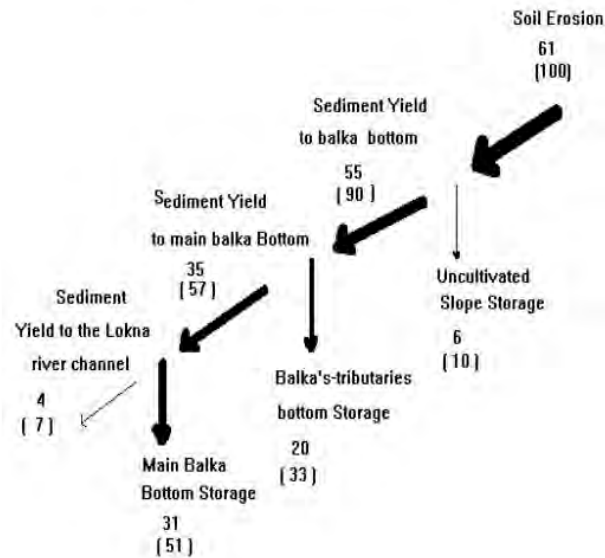 Soil Erosion
61
(100)
Sediment Yield
to balka bottom
55
( 90 )
Sediment Yield
to main balka Bottom
35
( 57 )
Uncultivated
Slope Storage
6
( 10 )
Sediment
Yield to the Lokna
river channel
4
( 7 )
Balka's-tributaries
bottom Storage
20
( 33 )
Main Balka
Bottom Storage
31
( 51 )